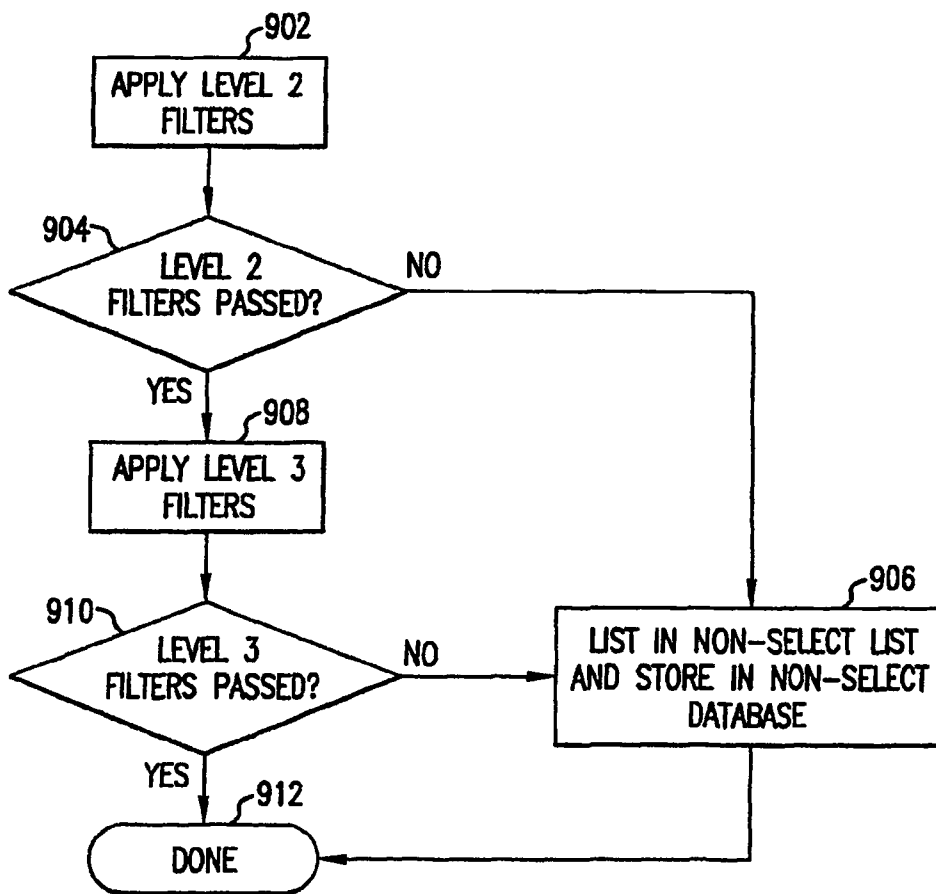 902
APPLY LEVEL 2
FILTERS
904
LEVEL 2
FILTERS PASSED?
NO
YES
908
APPLY LEVEL 3
FILTERS
910
LEVEL 3
FILTERS PASSED?
NO
906
LIST IN NON-SELECT LIST
AND STORE IN NON-SELECT
DATABASE
YES
912
DONE